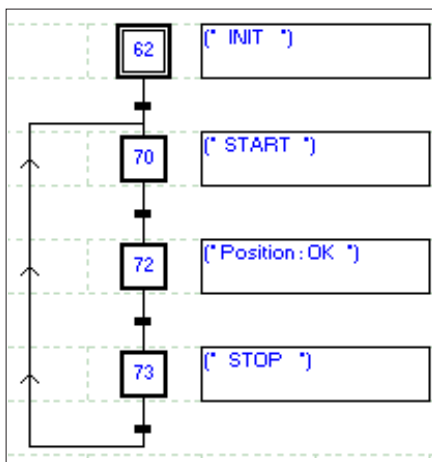 62 (* INIT *)
70 (* START *)
72 (* Position : OK *)
73 (* STOP *)